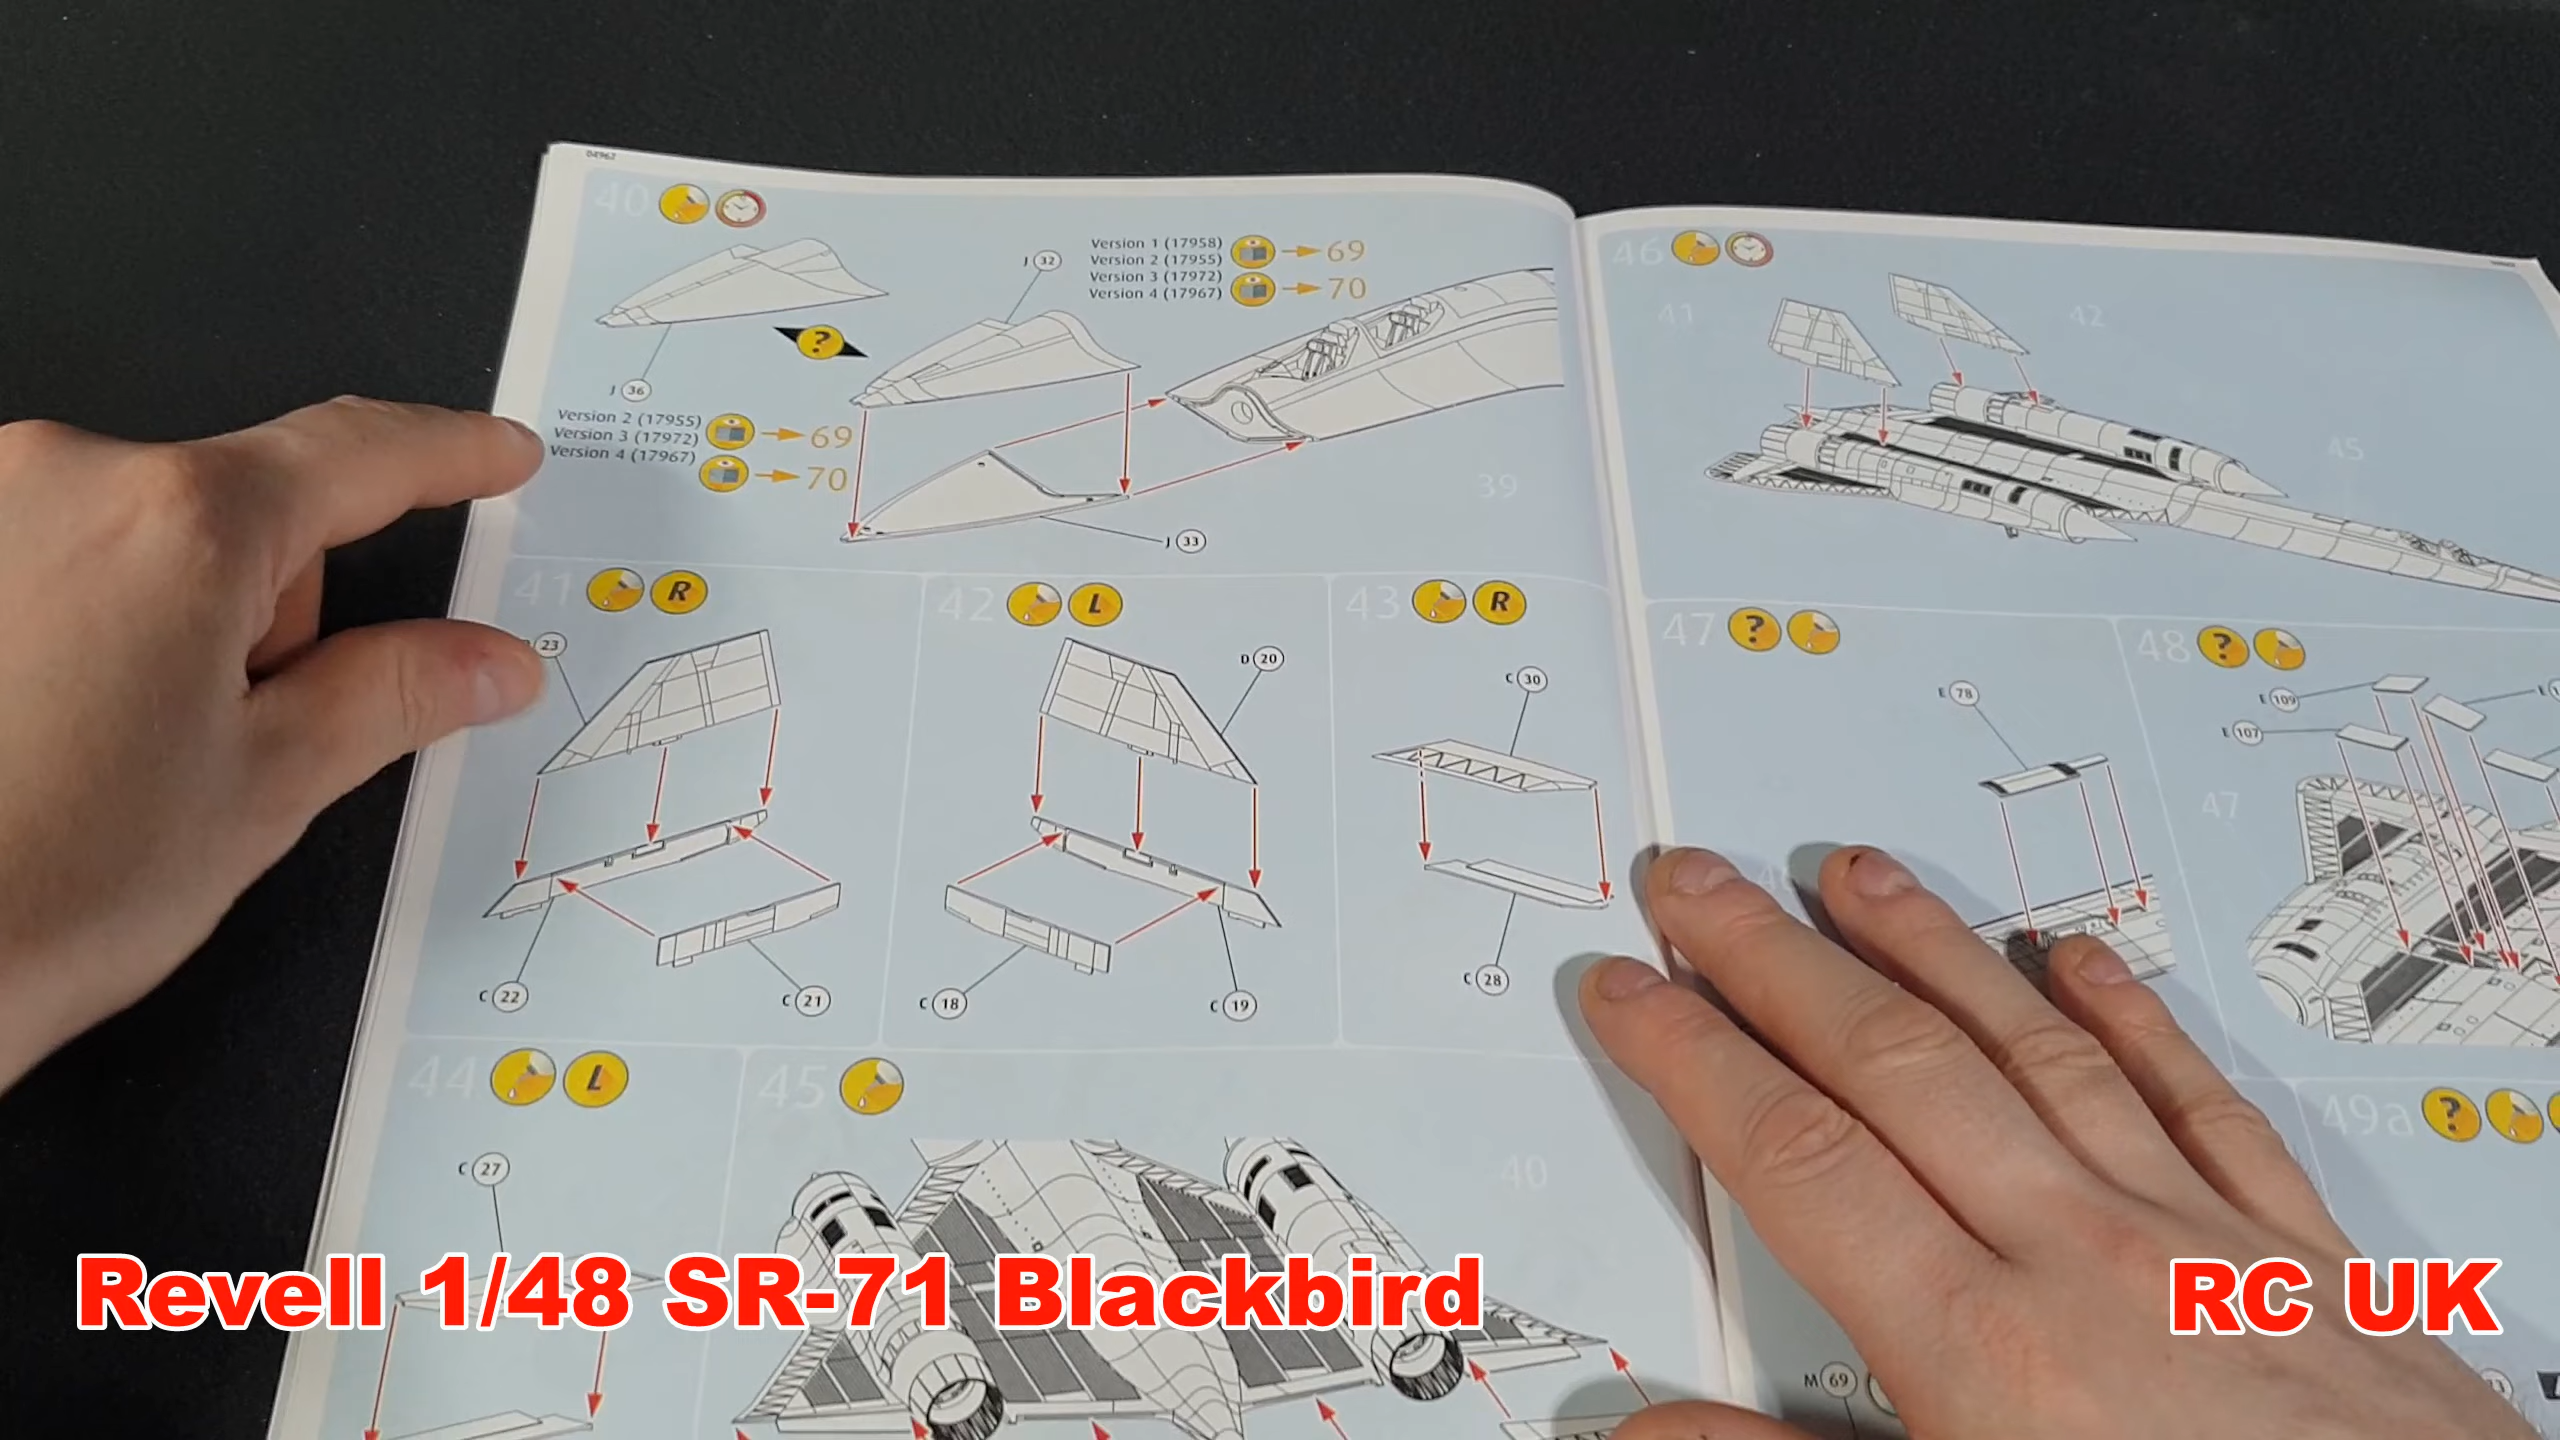 04962
40
J 32
Version 1 (17958)
Version 2 (17955)
69
Version 3 (17972)
Version 4 (17967)
70
?
J 36
Version 2 (17955)
Version 3 (17972)
69
Version 4 (17967)
70
39
J 33
41 R
23
C 22
C 21
42 L
D 20
C 18
C 19
43 R
C 30
C 28
44 L
C 27
45
40
46
41
42
45
47 ?
E 78
48 ?
E 109
E 107
47
49a ?
M 69
Revell 1/48 SR-71 Blackbird
RC UK